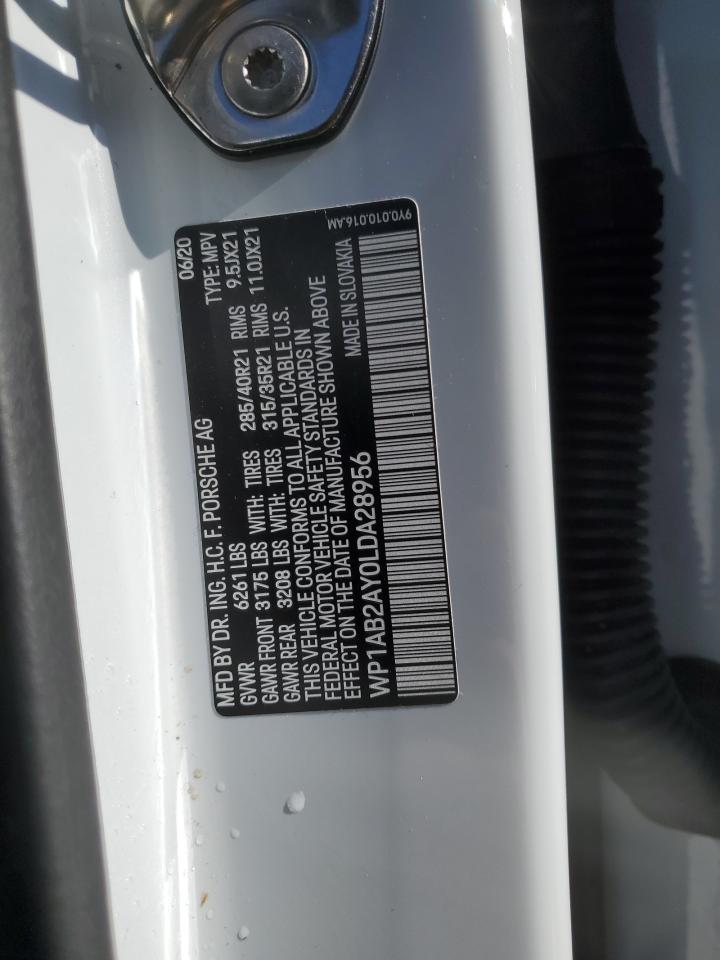 MFD BY DR. ING. H.C. F. PORSCHE AG 06/20
GVWR 6261 LBS TYPE: MPV
GAWR FRONT 3175 LBS WITH: TIRES 285/40R21 RIMS 9.5JX21
GAWR REAR 3208 LBS WITH: TIRES 315/35R21 RIMS 11.0JX21
THIS VEHICLE CONFORMS TO ALL APPLICABLE U.S.
FEDERAL MOTOR VEHICLE SAFETY STANDARDS IN
EFFECT ON THE DATE OF MANUFACTURE SHOWN ABOVE
MADE IN SLOVAKIA
WP1AB2AY0LDA28956
9Y0.010.016.AM